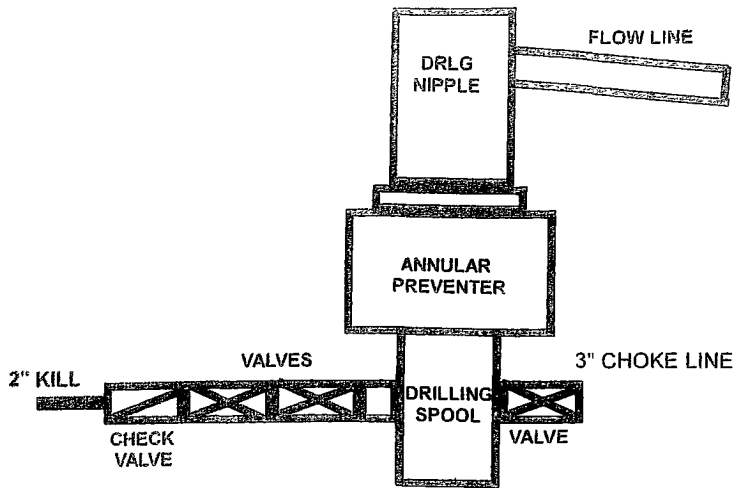 FLOW LINE
DRLG
NIPPLE
ANNULAR
PREVENTER
VALVES
3" CHOKE LINE
2" KILL
DRILLING
SPOOL
CHECK
VALVE
VALVE